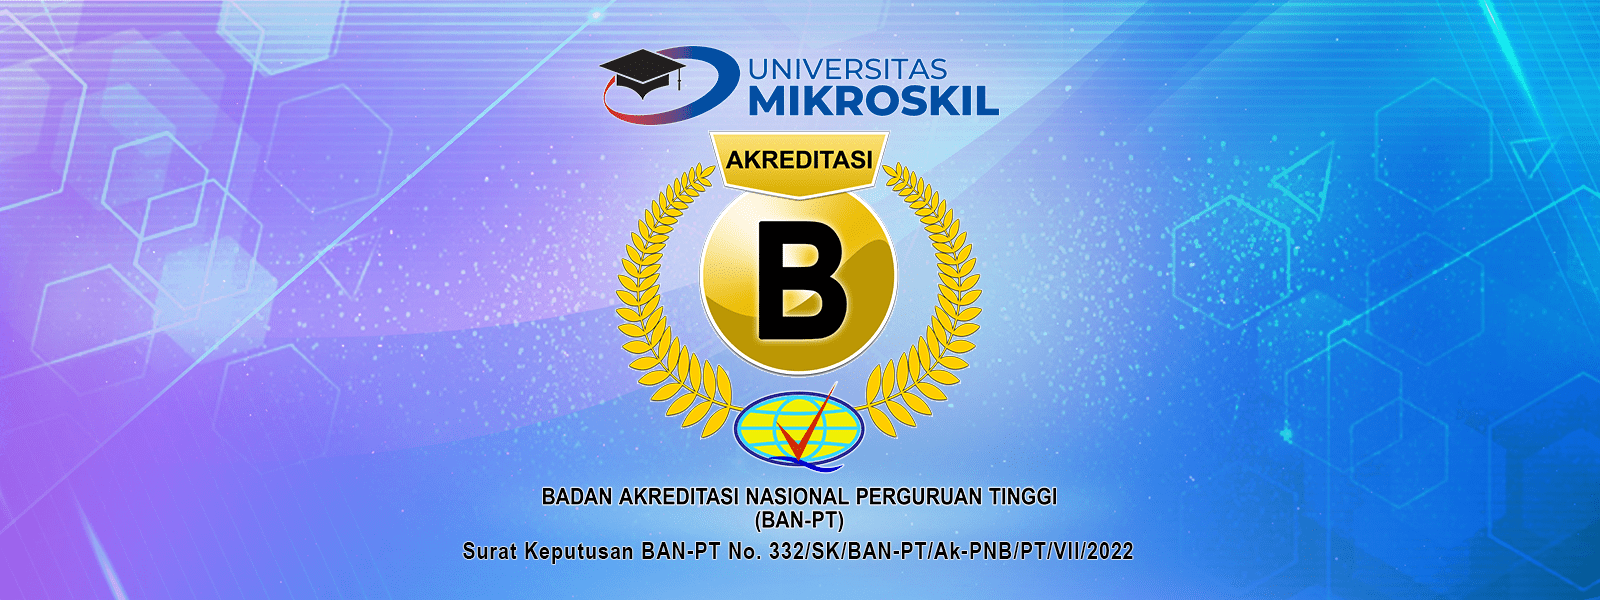 UNIVERSITAS
MIKROSKIL
AKREDITASI
B
BADAN AKREDITASI NASIONAL PERGURUAN TINGGI
(BAN-PT)
Surat Keputusan BAN-PT No. 332/SK/BAN-PT/Ak-PNB/PT/VII/2022